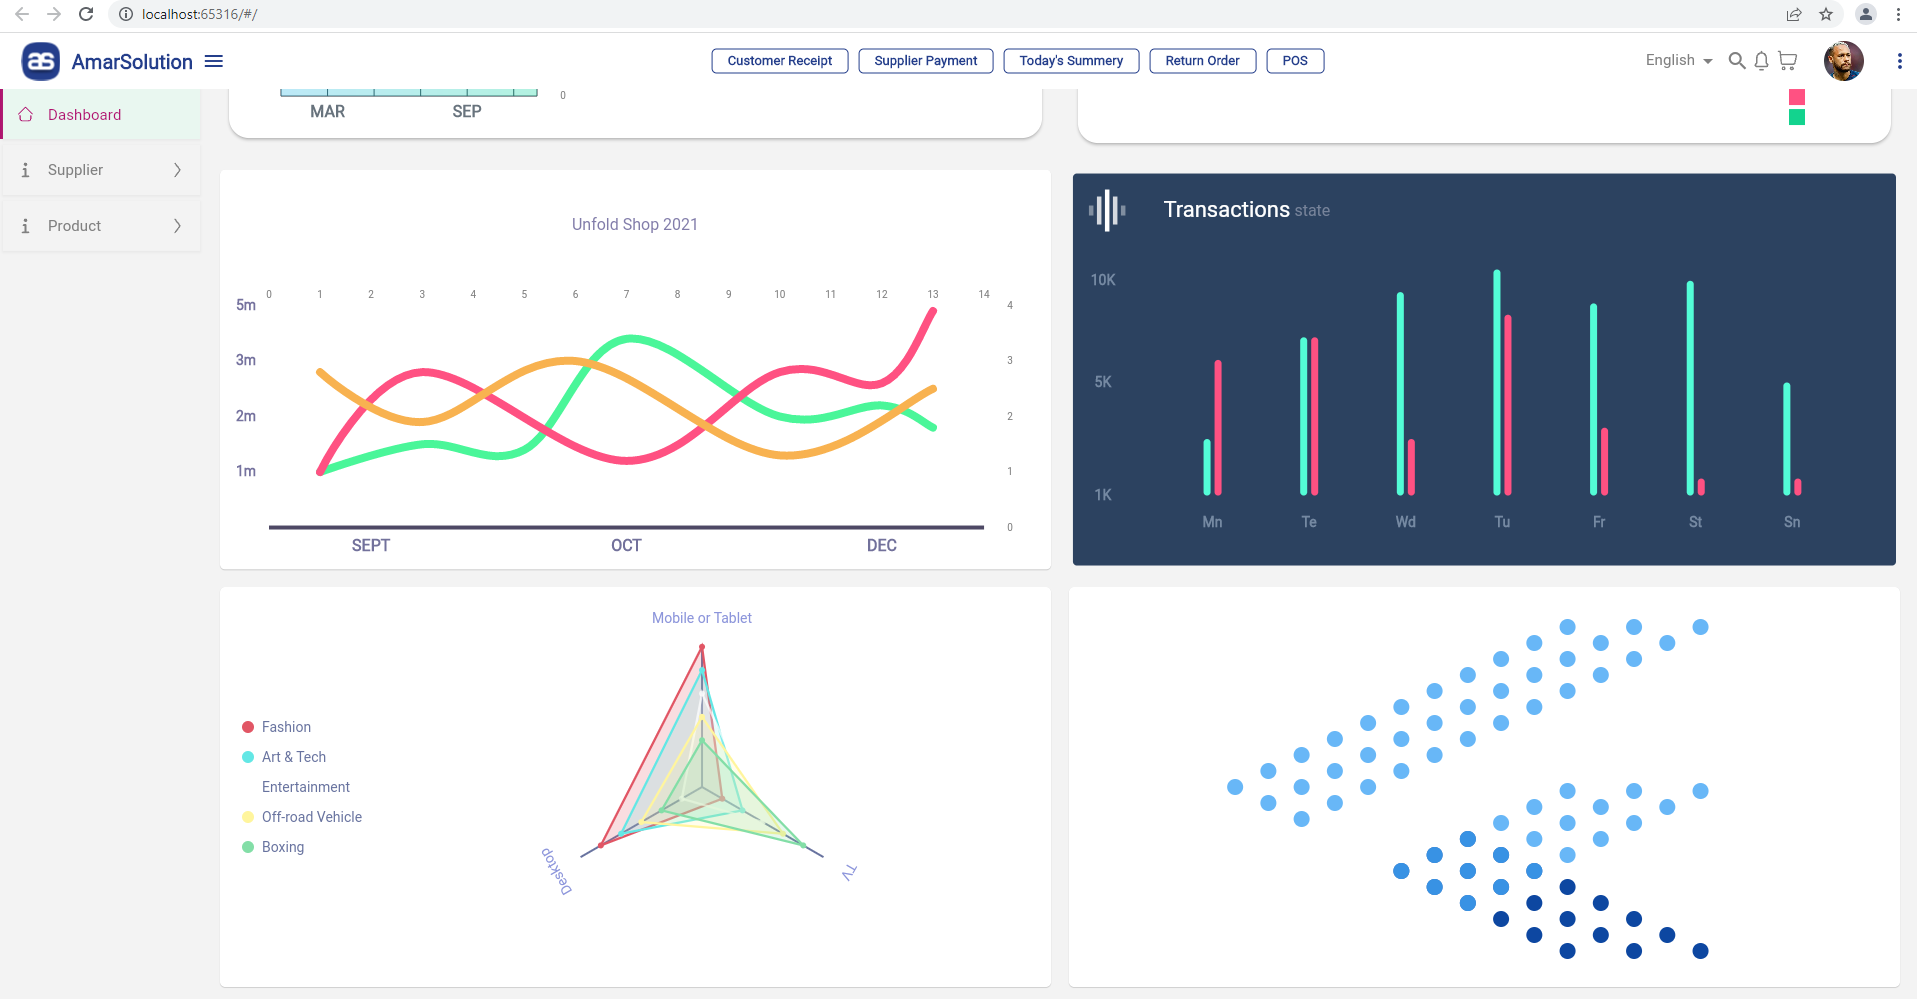 localhost:65316/#/
as AmarSolution
Customer Receipt
Supplier Payment
Today's Summery
Return Order
POS
English
Dashboard
Supplier
Product
0
MAR SEP
Unfold Shop 2021
0 1 2 3 4 5 6 7 8 9 10 11 12 13 14
5m 4
3m 3
2m 2
1m 1
0
SEPT OCT DEC
Transactions state
10K
5K
1K
Mn Te Wd Tu Fr St Sn
Mobile or Tablet
Desktop
TV
Fashion
Art & Tech
Entertainment
Off-road Vehicle
Boxing